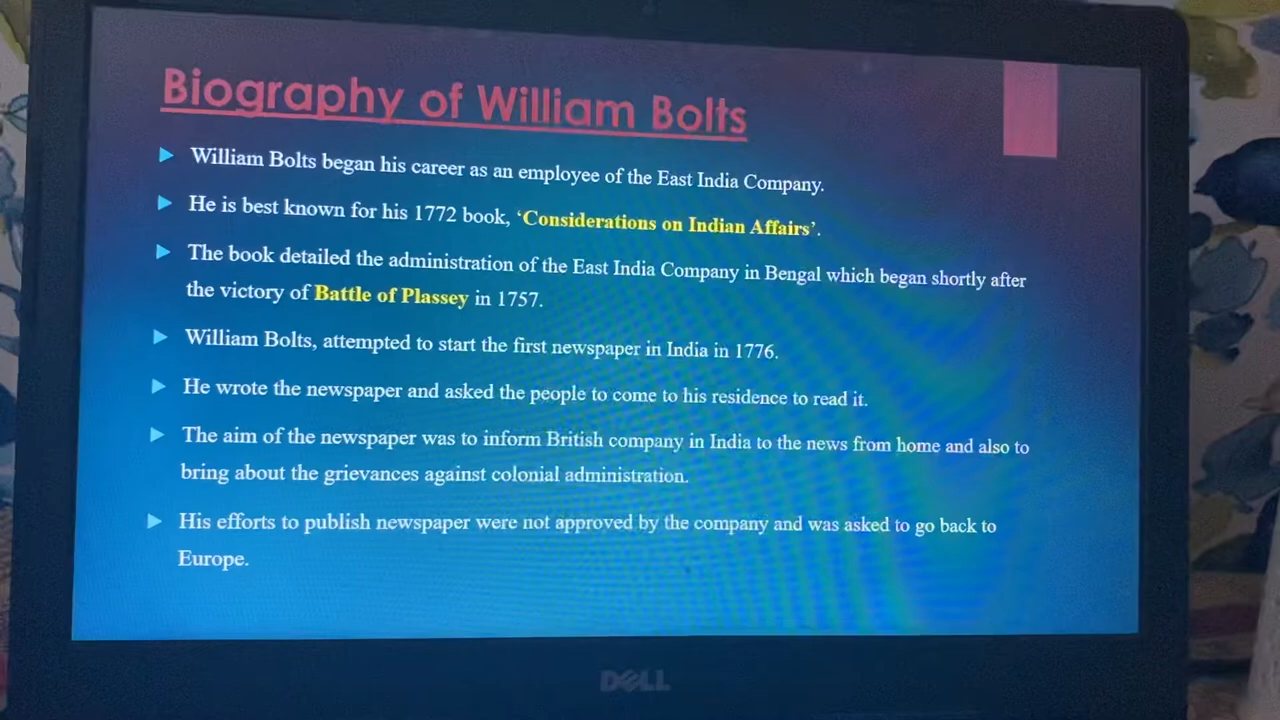 Biography of William Bolts
William Bolts began his career as an employee of the East India Company.
He is best known for his 1772 book, ‘Considerations on Indian Affairs’.
The book detailed the administration of the East India Company in Bengal which began shortly after
the victory of Battle of Plassey in 1757.
William Bolts, attempted to start the first newspaper in India in 1776.
He wrote the newspaper and asked the people to come to his residence to read it.
The aim of the newspaper was to inform British company in India to the news from home and also to
bring about the grievances against colonial administration.
His efforts to publish newspaper were not approved by the company and was asked to go back to
Europe.
DELL